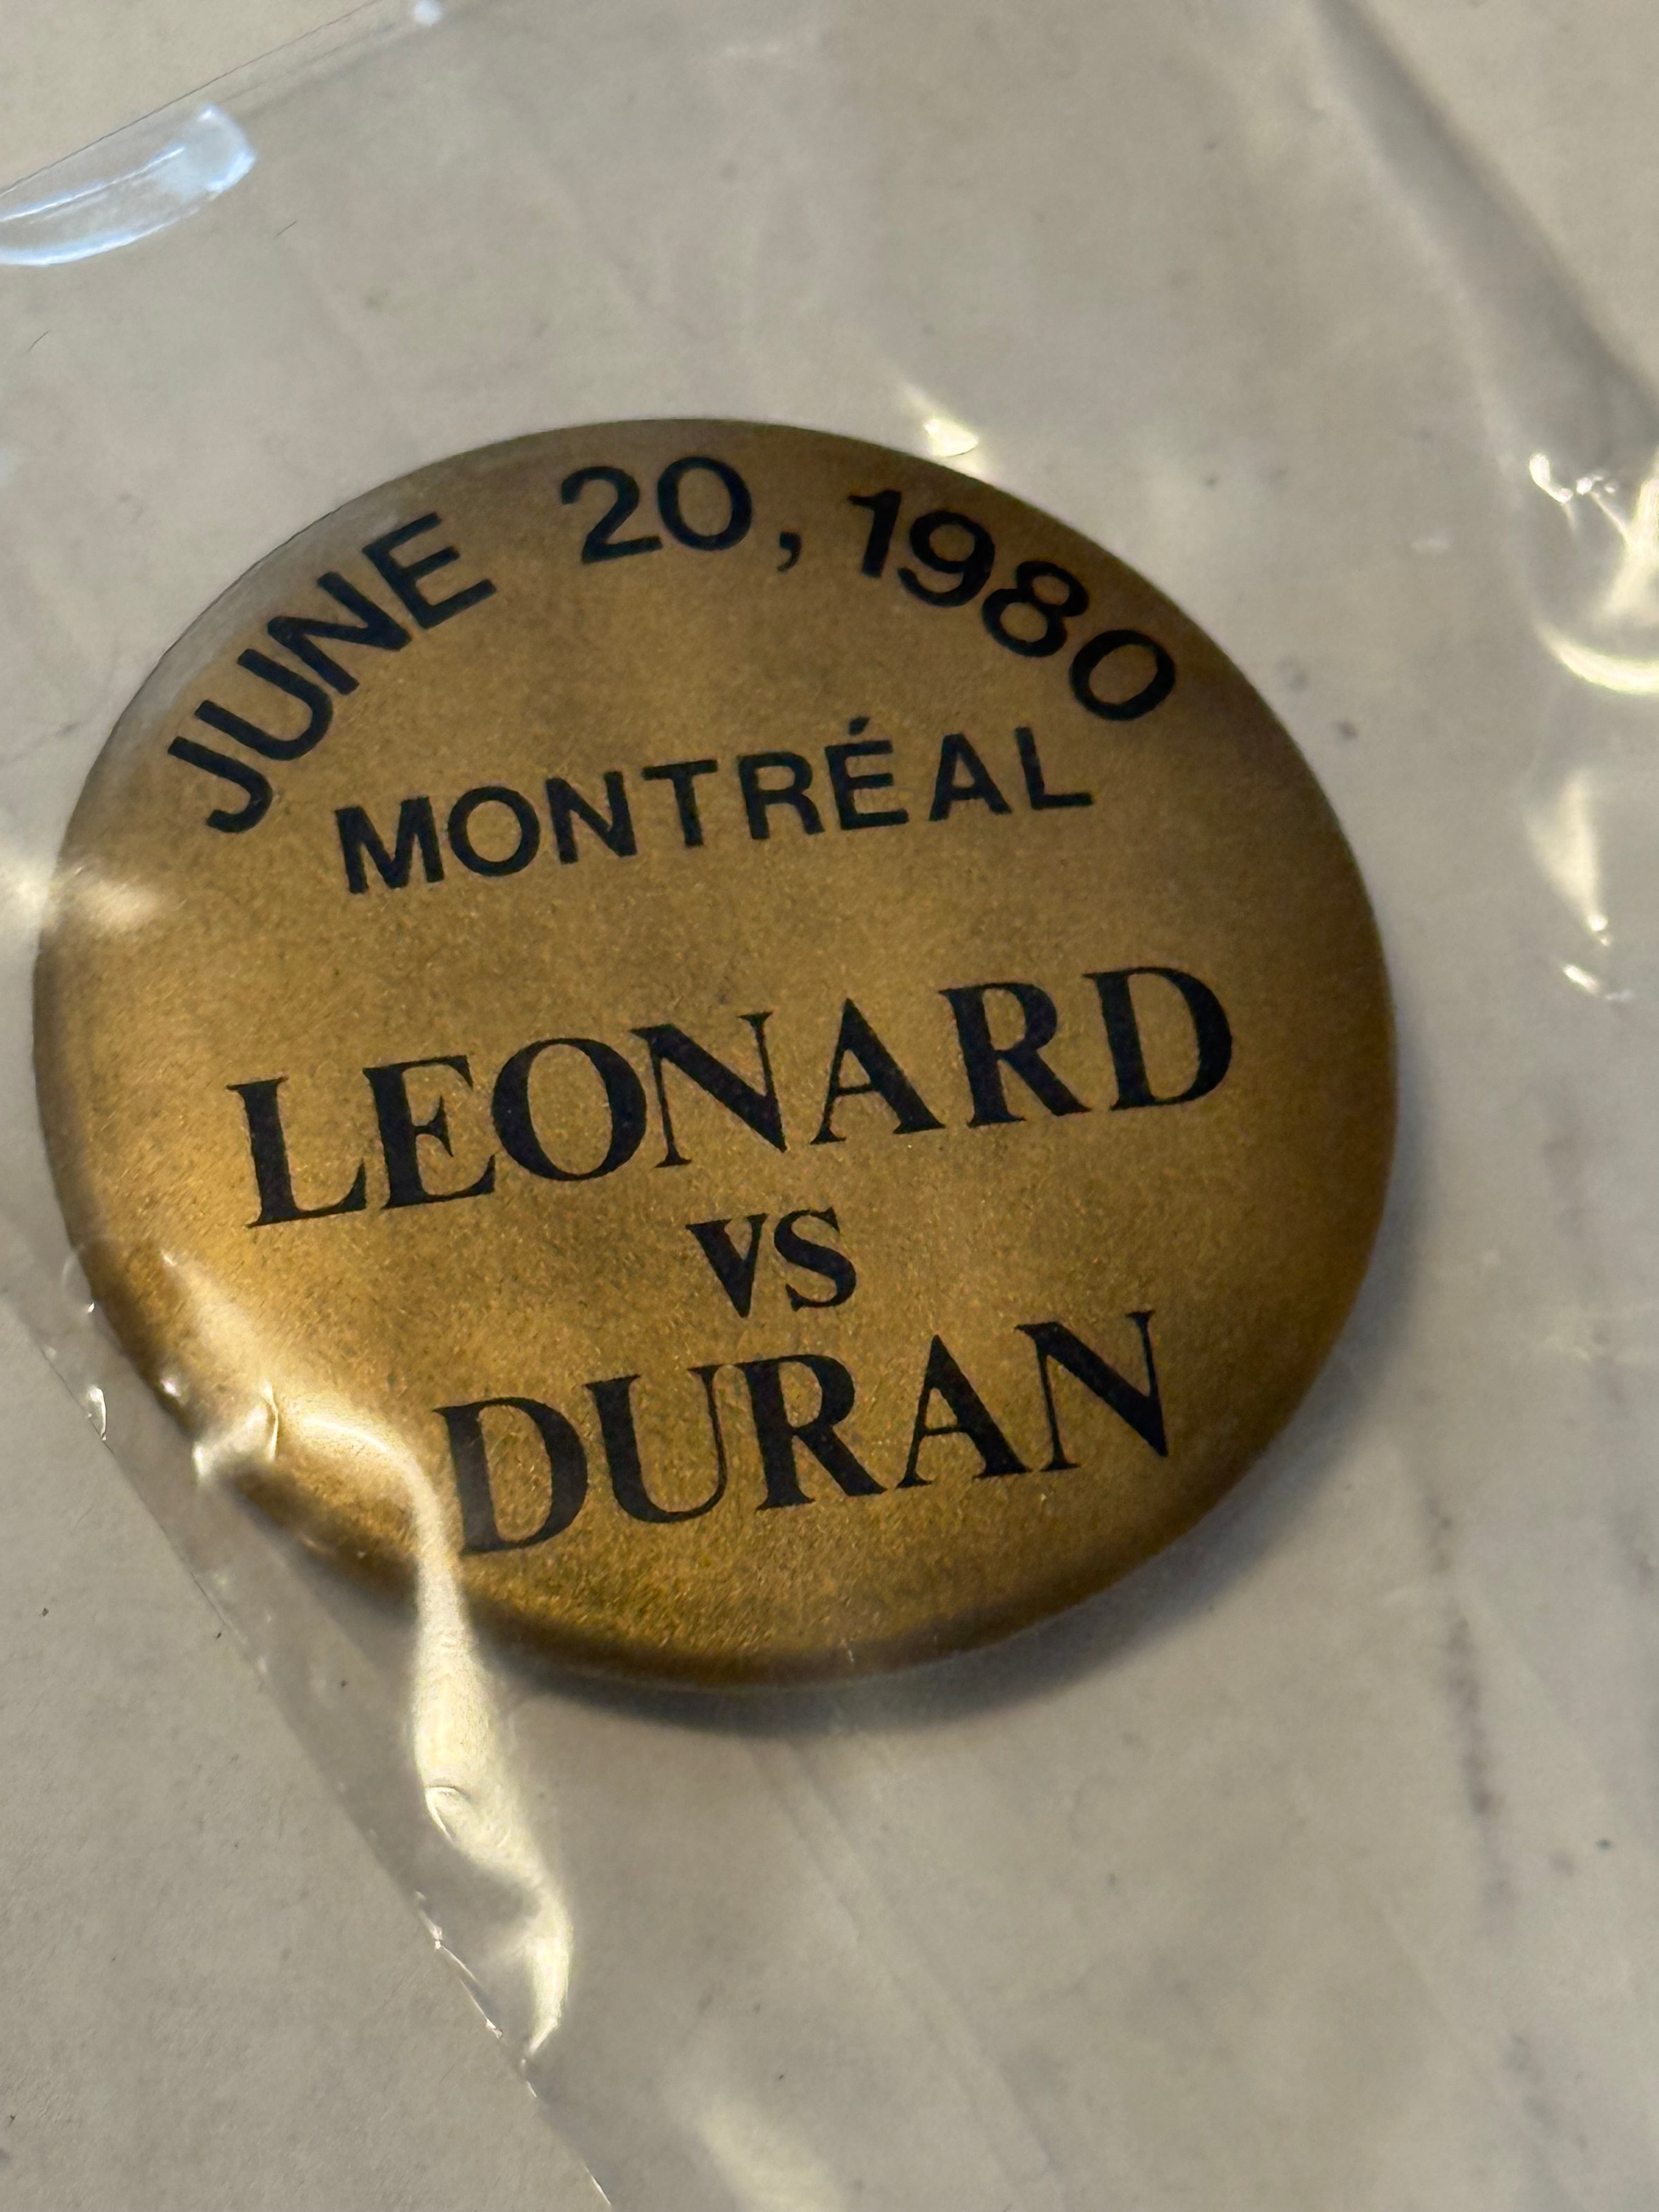 JUNE 20, 1980
MONTRÉAL
LEONARD
VS
DURAN